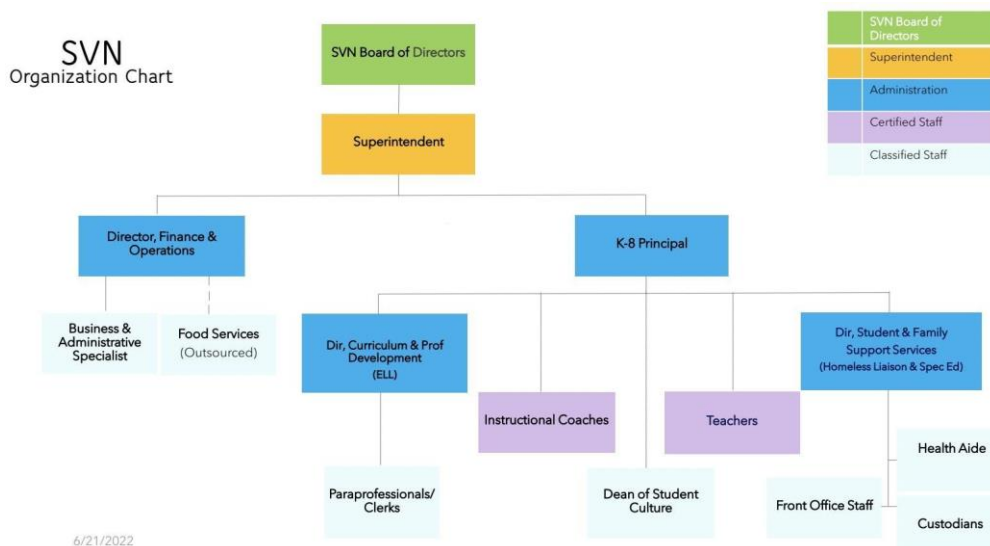 SVN
Organization Chart
SVN Board of Directors
Superintendent
Director, Finance &
Operations
K-8 Principal
Business &
Administrative
Specialist
Food Services
(Outsourced)
Dir, Curriculum & Prof
Development
(ELL)
Instructional Coaches
Teachers
Dir, Student & Family
Support Services
(Homeless Liaison & Spec Ed)
Paraprofessionals/
Clerks
Dean of Student
Culture
Front Office Staff
Health Aide
Custodians
SVN Board of
Directors
Superintendent
Administration
Certified Staff
Classified Staff
6/21/2022